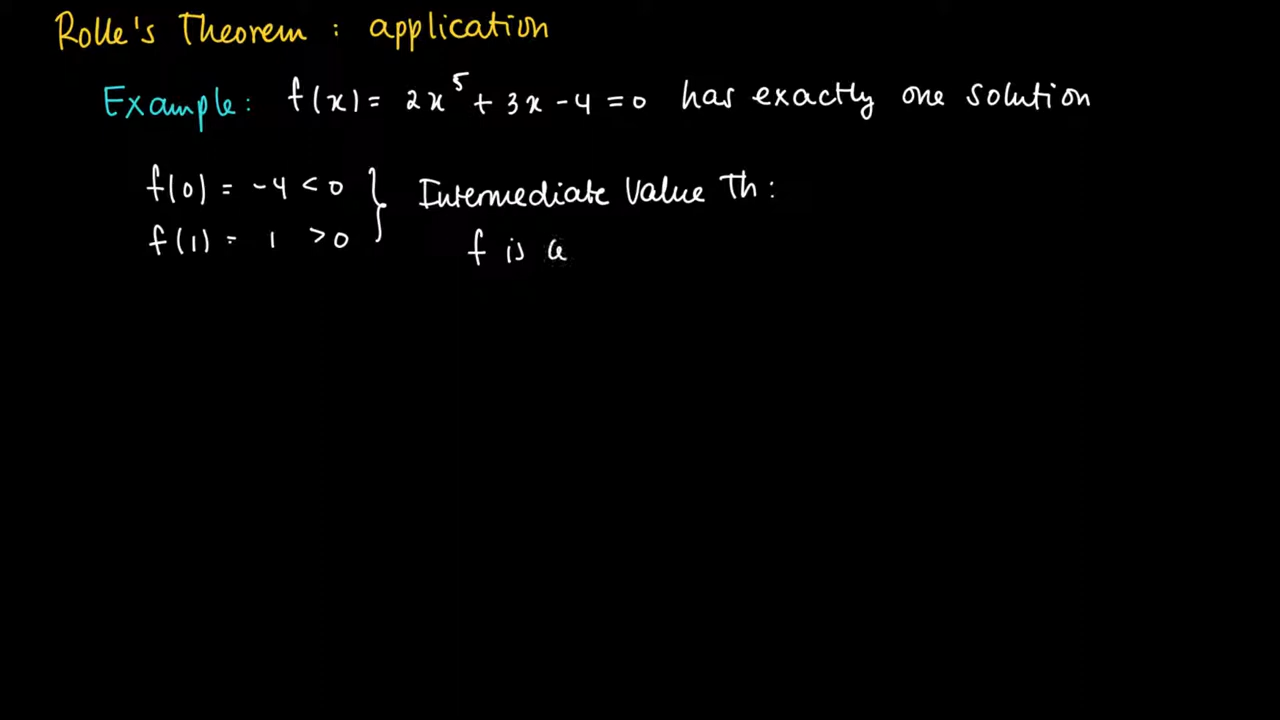 Rolle's Theorem : application
Example: f(x) = 2x⁵ + 3x - 4 = 0 has exactly one solution
f(0) = -4 < 0 } Intermediate Value Th:
f(1) = 1 > 0
f is